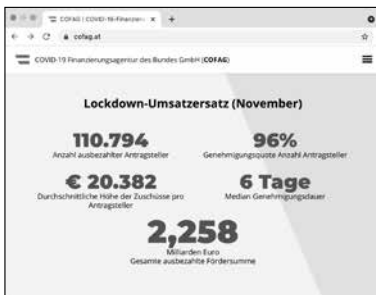 COFAG | COVID-19-Finanzieru
cofag.at
COVID-19 Finanzierungsagentur des Bundes GmbH (COFAG)
Lockdown-Umsatzersatz (November)
110.794
Anzahl ausbezahlter Antragsteller
96%
Genehmigungsquote Anzahl Antragsteller
€ 20.382
Durchschnittliche Höhe der Zuschüsse pro
Antragsteller
6 Tage
Median Genehmigungsdauer
2,258
Milliarden Euro
Gesamte ausbezahlte Fördersumme